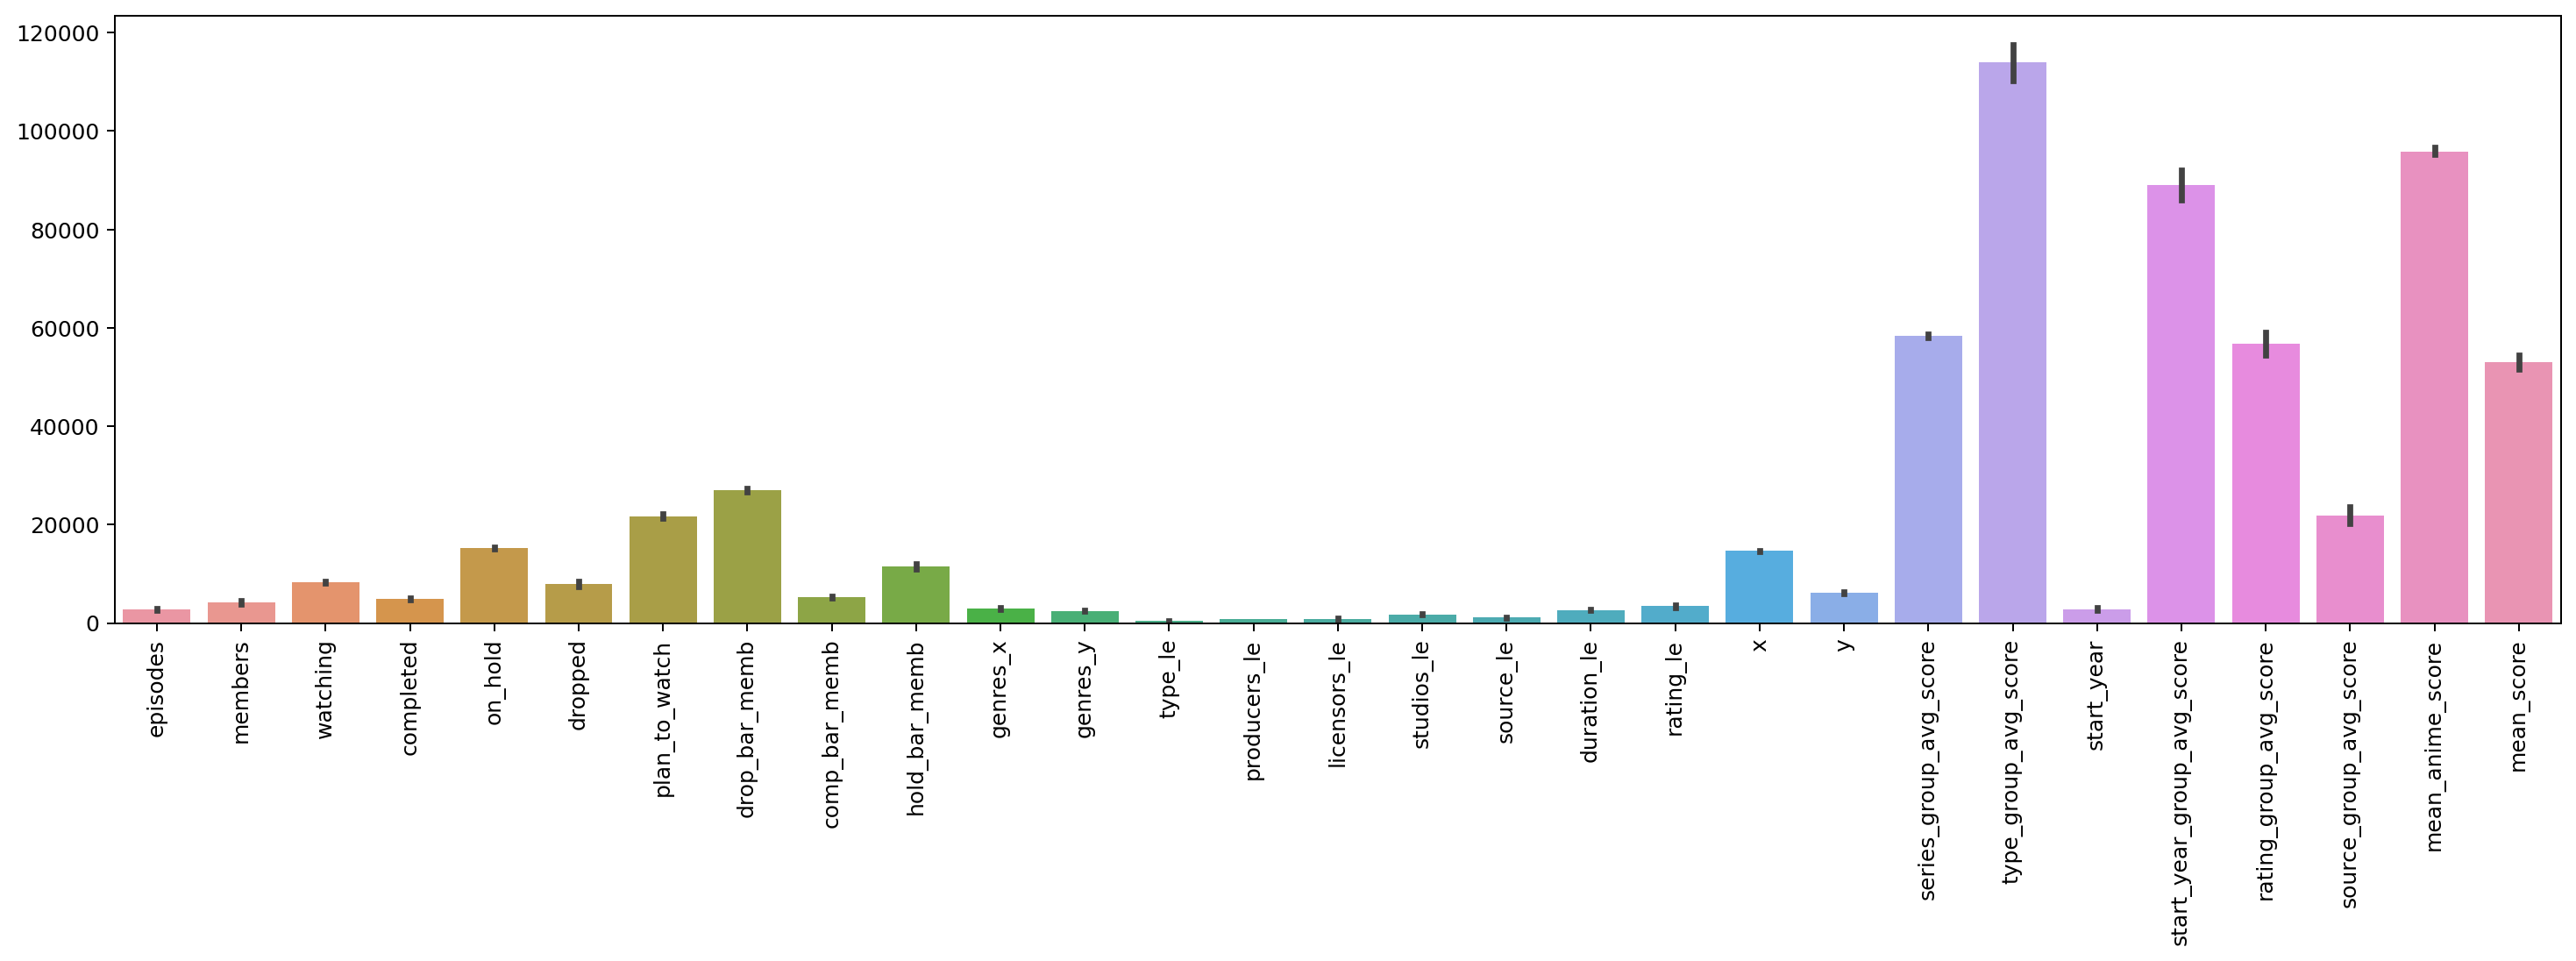 120000
100000
80000
60000
40000
20000
0
episodes
members
watching
completed
on_hold
dropped
plan_to_watch
drop_bar_memb
comp_bar_memb
hold_bar_memb
genres_x
genres_y
type_le
producers_le
licensors_le
studios_le
source_le
duration_le
rating_le
x
y
series_group_avg_score
type_group_avg_score
start_year
start_year_group_avg_score
rating_group_avg_score
source_group_avg_score
mean_anime_score
mean_score